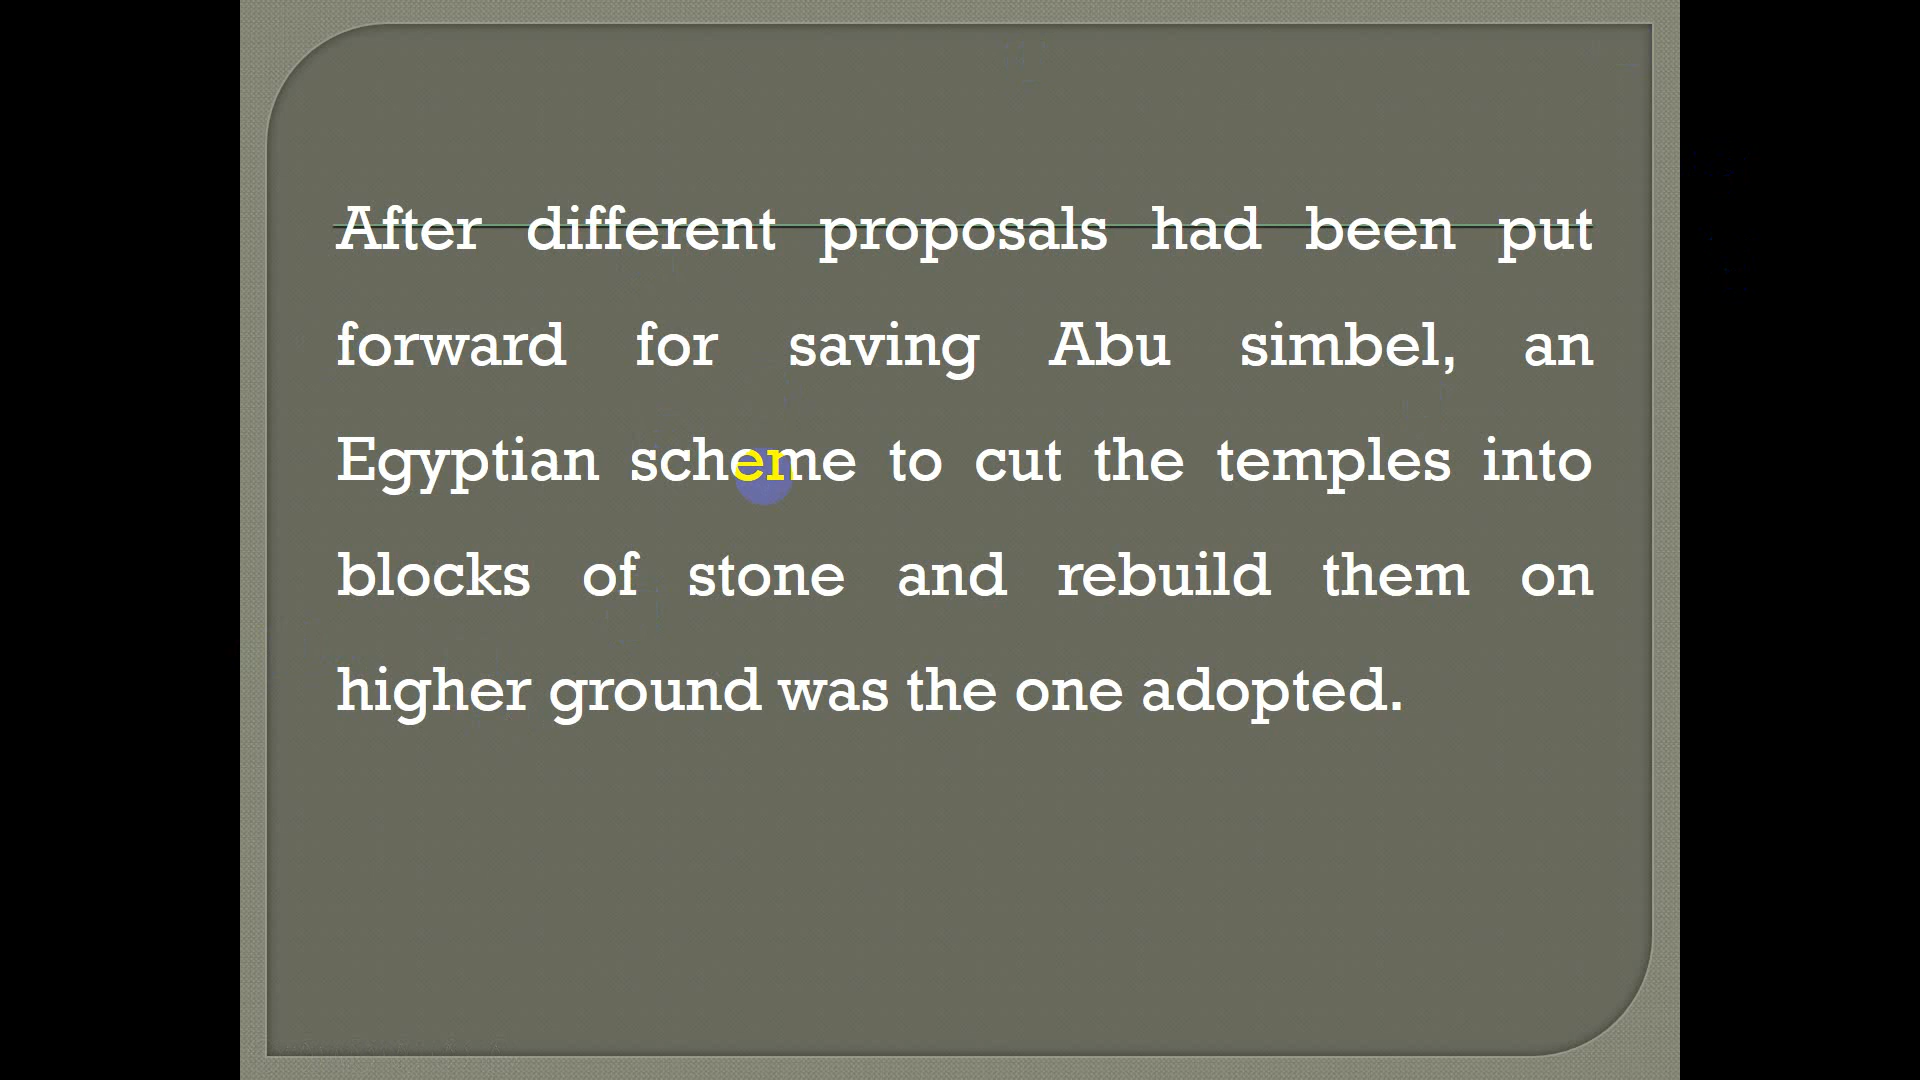 After different proposals had been put
forward for saving Abu simbel, an
Egyptian scheme to cut the temples into
blocks of stone and rebuild them on
higher ground was the one adopted.